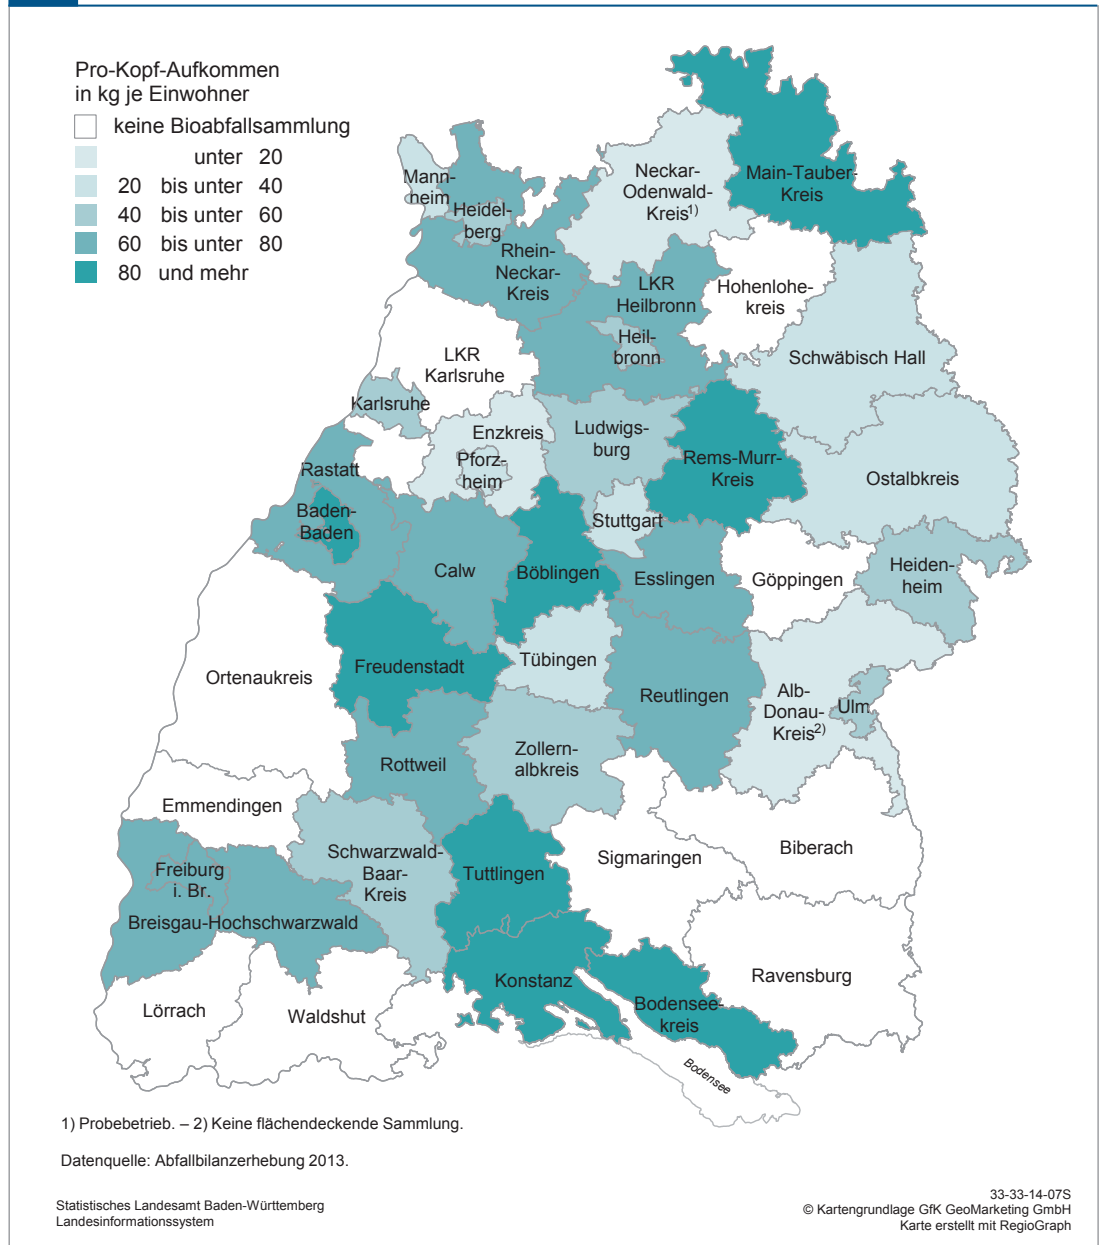 Pro-Kopf-Aufkommen
in kg je Einwohner
keine Bioabfallsammlung
unter 20
20 bis unter 40
40 bis unter 60
60 bis unter 80
80 und mehr
Main-Tauber-
Kreis
Neckar-
Odenwald-
Kreis1)
Mann-
heim
Heidel-
berg
Rhein-
Neckar-
Kreis
LKR
Heilbronn
Hohenlohe-
kreis
Heil-
bronn
LKR
Karlsruhe
Schwäbisch Hall
Karlsruhe
Enzkreis
Ludwigs-
burg
Pforz-
heim
Rems-Murr-
Kreis
Rastatt
Ostalbkreis
Baden-
Baden
Stuttgart
Calw
Böblingen
Esslingen
Göppingen
Heiden-
heim
Freudenstadt
Tübingen
Ortenaukreis
Reutlingen
Alb-
Donau-
Kreis2)
Ulm
Rottweil
Zollern-
albkreis
Emmendingen
Schwarzwald-
Baar-
Kreis
Sigmaringen
Biberach
Freiburg
i. Br.
Tuttlingen
Breisgau-Hochschwarzwald
Konstanz
Ravensburg
Lörrach
Waldshut
Bodensee-
kreis
Bodensee
1) Probebetrieb. – 2) Keine flächendeckende Sammlung.
Datenquelle: Abfallbilanzerhebung 2013.
Statistisches Landesamt Baden-Württemberg
Landesinformationssystem
33-33-14-07S
© Kartengrundlage GfK GeoMarketing GmbH
Karte erstellt mit RegioGraph